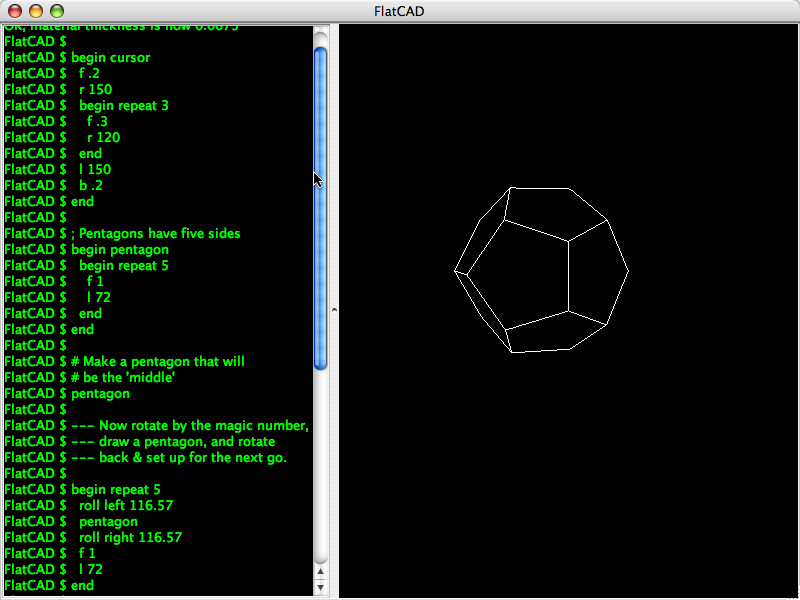 FlatCAD
OK, material thickness is now 0.0675
FlatCAD $
FlatCAD $ begin cursor
FlatCAD $   f .2
FlatCAD $   r 150
FlatCAD $   begin repeat 3
FlatCAD $     f .3
FlatCAD $     r 120
FlatCAD $   end
FlatCAD $   l 150
FlatCAD $   b .2
FlatCAD $ end
FlatCAD $
FlatCAD $ ; Pentagons have five sides
FlatCAD $ begin pentagon
FlatCAD $   begin repeat 5
FlatCAD $     f 1
FlatCAD $     l 72
FlatCAD $   end
FlatCAD $ end
FlatCAD $
FlatCAD $ # Make a pentagon that will
FlatCAD $ # be the 'middle'
FlatCAD $ pentagon
FlatCAD $
FlatCAD $ --- Now rotate by the magic number,
FlatCAD $ --- draw a pentagon, and rotate
FlatCAD $ --- back & set up for the next go.
FlatCAD $
FlatCAD $ begin repeat 5
FlatCAD $   roll left 116.57
FlatCAD $   pentagon
FlatCAD $   roll right 116.57
FlatCAD $   f 1
FlatCAD $   l 72
FlatCAD $ end